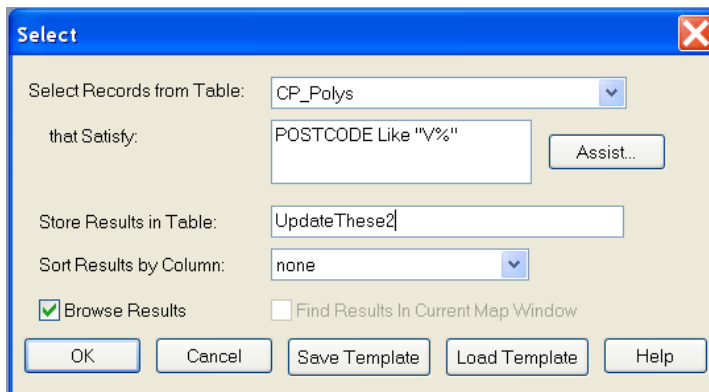 Select
Select Records from Table: CP_Polys
that Satisfy: POSTCODE Like "V%"
Assist...
Store Results in Table: UpdateThese2
Sort Results by Column: none
Browse Results Find Results In Current Map Window
OK Cancel Save Template Load Template Help